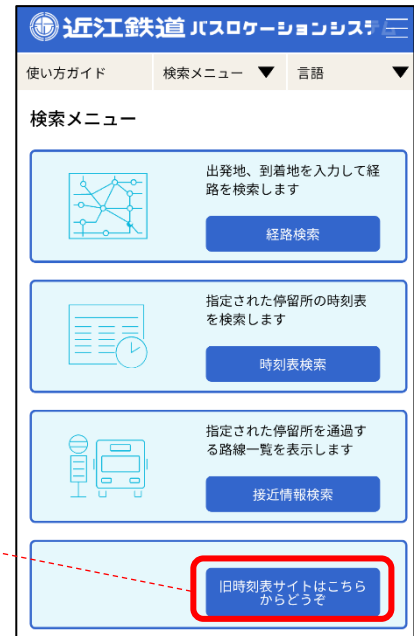 近江鉄道 バスロケーションシステム
使い方ガイド 検索メニュー ▼ 言語 ▼
検索メニュー
出発地、到着地を入力して経
路を検索します
経路検索
指定された停留所の時刻表
を検索します
時刻表検索
指定された停留所を通過す
る路線一覧を表示します
接近情報検索
旧時刻表サイトはこちら
からどうぞ